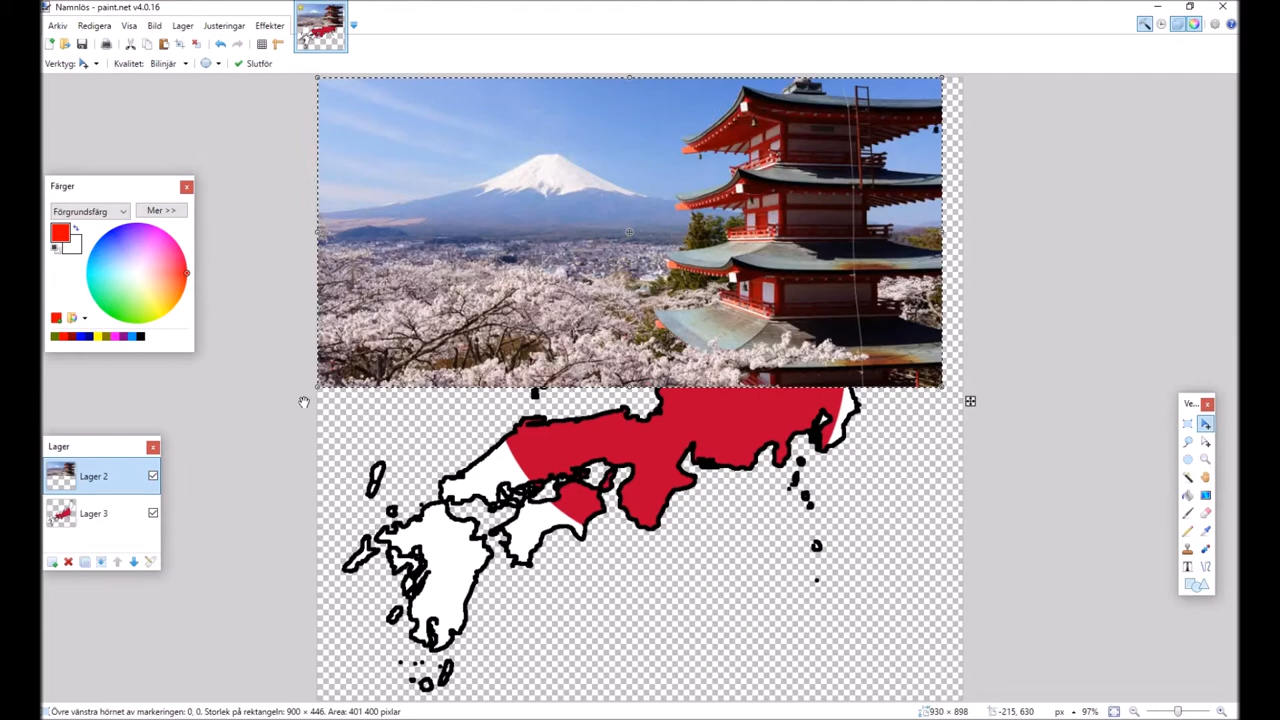 Namnlös - paint.net v4.0.16
Arkiv Redigera Visa Bild Lager Justeringar Effekter
Verktyg: Kvalitet: Bilinjär Slutför
Färger
Förgrundsfärg Mer >>
Lager
Lager 2
Lager 3
Ve...
Övre vänstra hörnet av markeringen: 0, 0. Storlek på rektangeln: 900 × 446. Area: 401 400 pixlar 930 × 898 -215, 630 px 97%